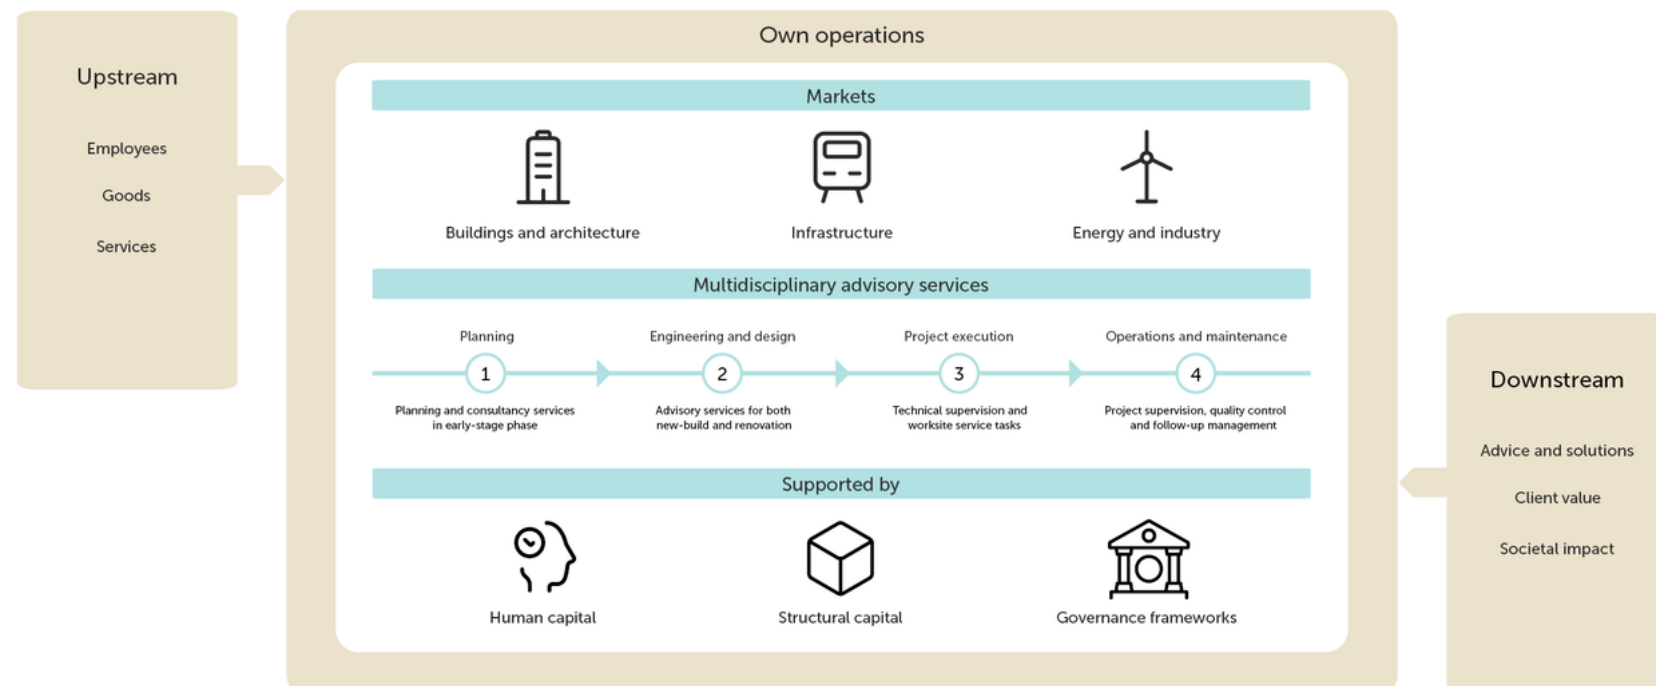 Upstream
Employees
Goods
Services
Own operations
Markets
Buildings and architecture
Infrastructure
Energy and industry
Multidisciplinary advisory services
Planning
1
Planning and consultancy services
in early-stage phase
Engineering and design
2
Advisory services for both
new-build and renovation
Project execution
3
Technical supervision and
worksite service tasks
Operations and maintenance
4
Project supervision, quality control
and follow-up management
Supported by
Human capital
Structural capital
Governance frameworks
Downstream
Advice and solutions
Client value
Societal impact